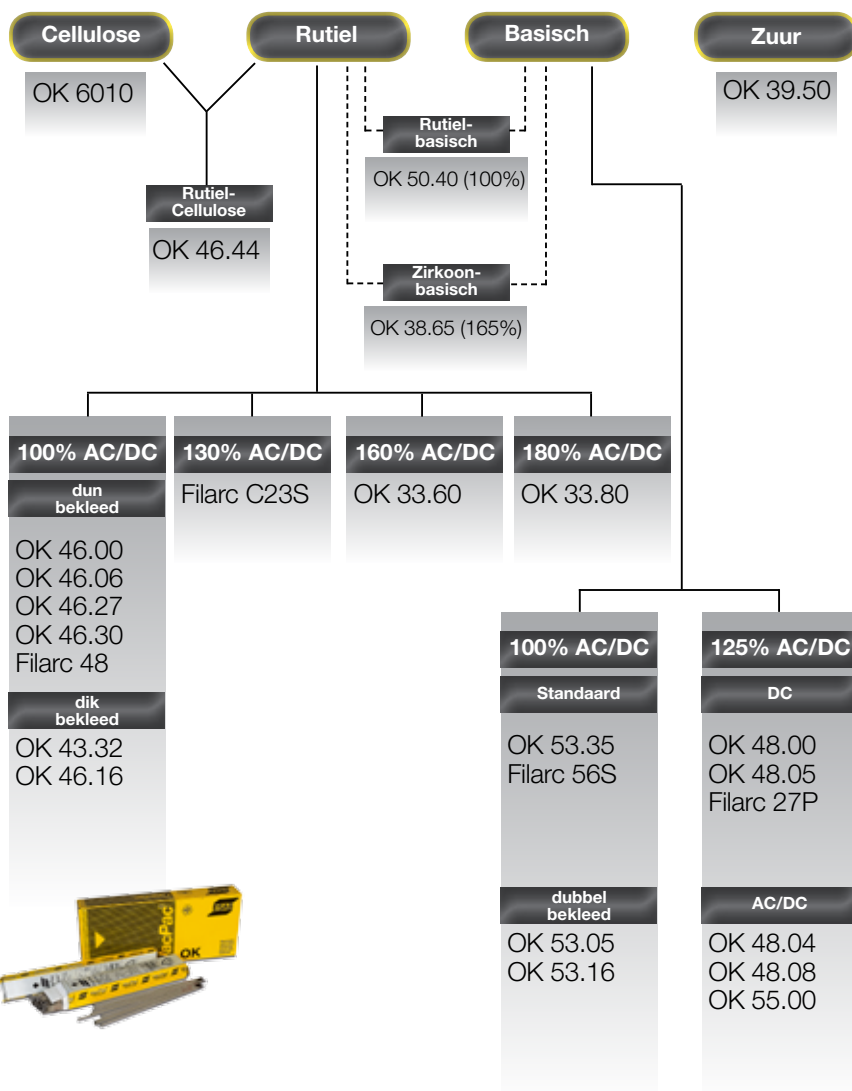 Cellulose
Rutiel
Basisch
Zuur
OK 6010
OK 39.50
Rutiel-
basisch
OK 50.40 (100%)
Rutiel-
Cellulose
OK 46.44
Zirkoon-
basisch
OK 38.65 (165%)
100% AC/DC
130% AC/DC
160% AC/DC
180% AC/DC
dun
bekleed
Filarc C23S
OK 33.60
OK 33.80
OK 46.00
OK 46.06
OK 46.27
OK 46.30
Filarc 48
dik
bekleed
OK 43.32
OK 46.16
100% AC/DC
125% AC/DC
Standaard
DC
OK 53.35
Filarc 56S
OK 48.00
OK 48.05
Filarc 27P
dubbel
bekleed
AC/DC
OK 53.05
OK 53.16
OK 48.04
OK 48.08
OK 55.00
OK